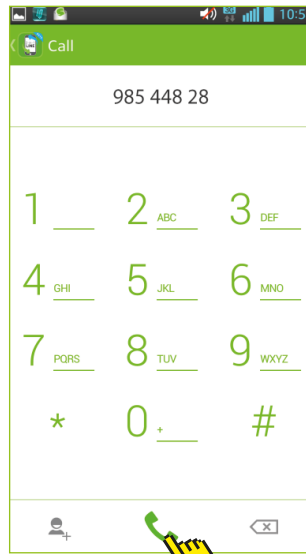 3G 10:5
Call
985 448 28
1 2 ABC 3 DEF
4 GHI 5 JKL 6 MNO
7 PQRS 8 TUV 9 WXYZ
* 0 + #